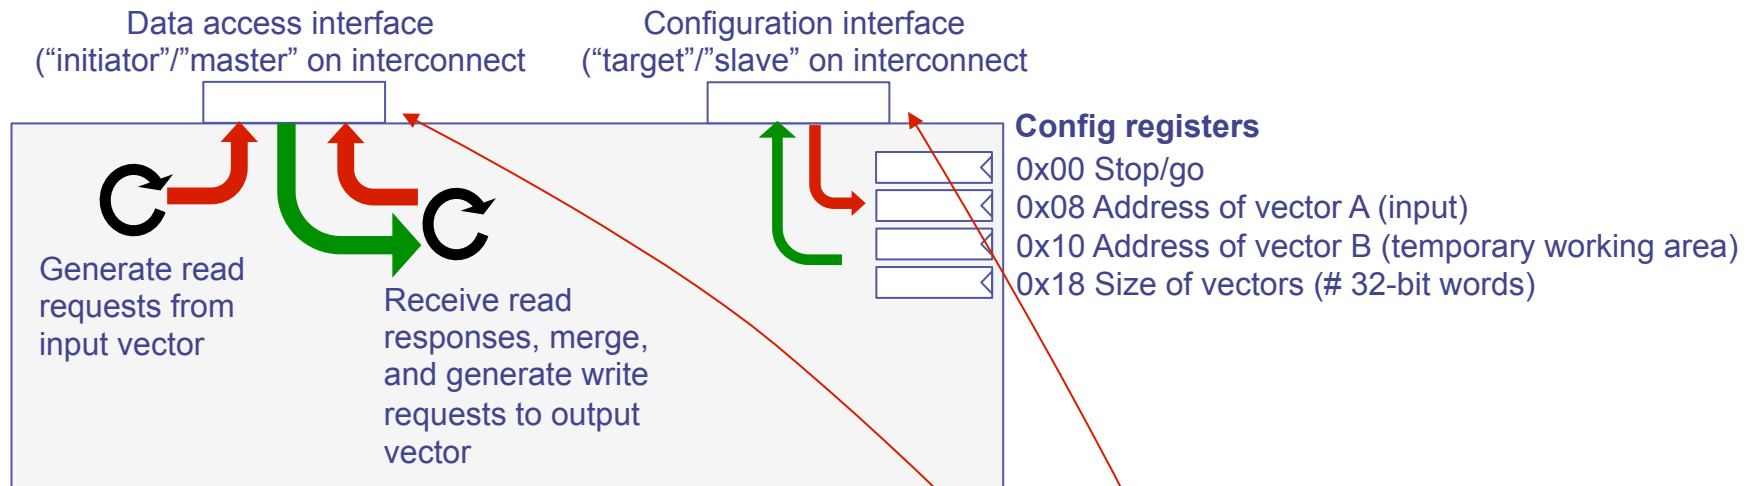 Data access interface
(“initiator”/”master” on interconnect
Configuration interface
(“target”/”slave” on interconnect
Config registers
0x00 Stop/go
0x08 Address of vector A (input)
0x10 Address of vector B (temporary working area)
0x18 Size of vectors (# 32-bit words)
Generate read
requests from
input vector
Receive read
responses, merge,
and generate write
requests to output
vector